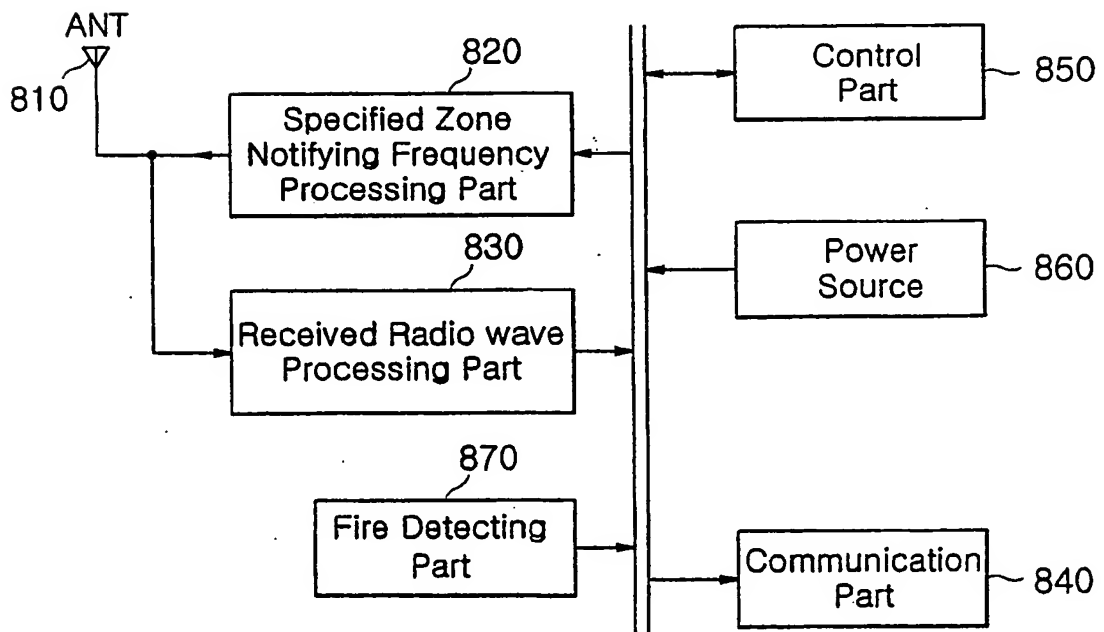 ANT
810
820
Specified Zone
Notifying Frequency
Processing Part
830
Received Radio wave
Processing Part
870
Fire Detecting
Part
Control
Part
850
Power
Source
860
Communication
Part
840